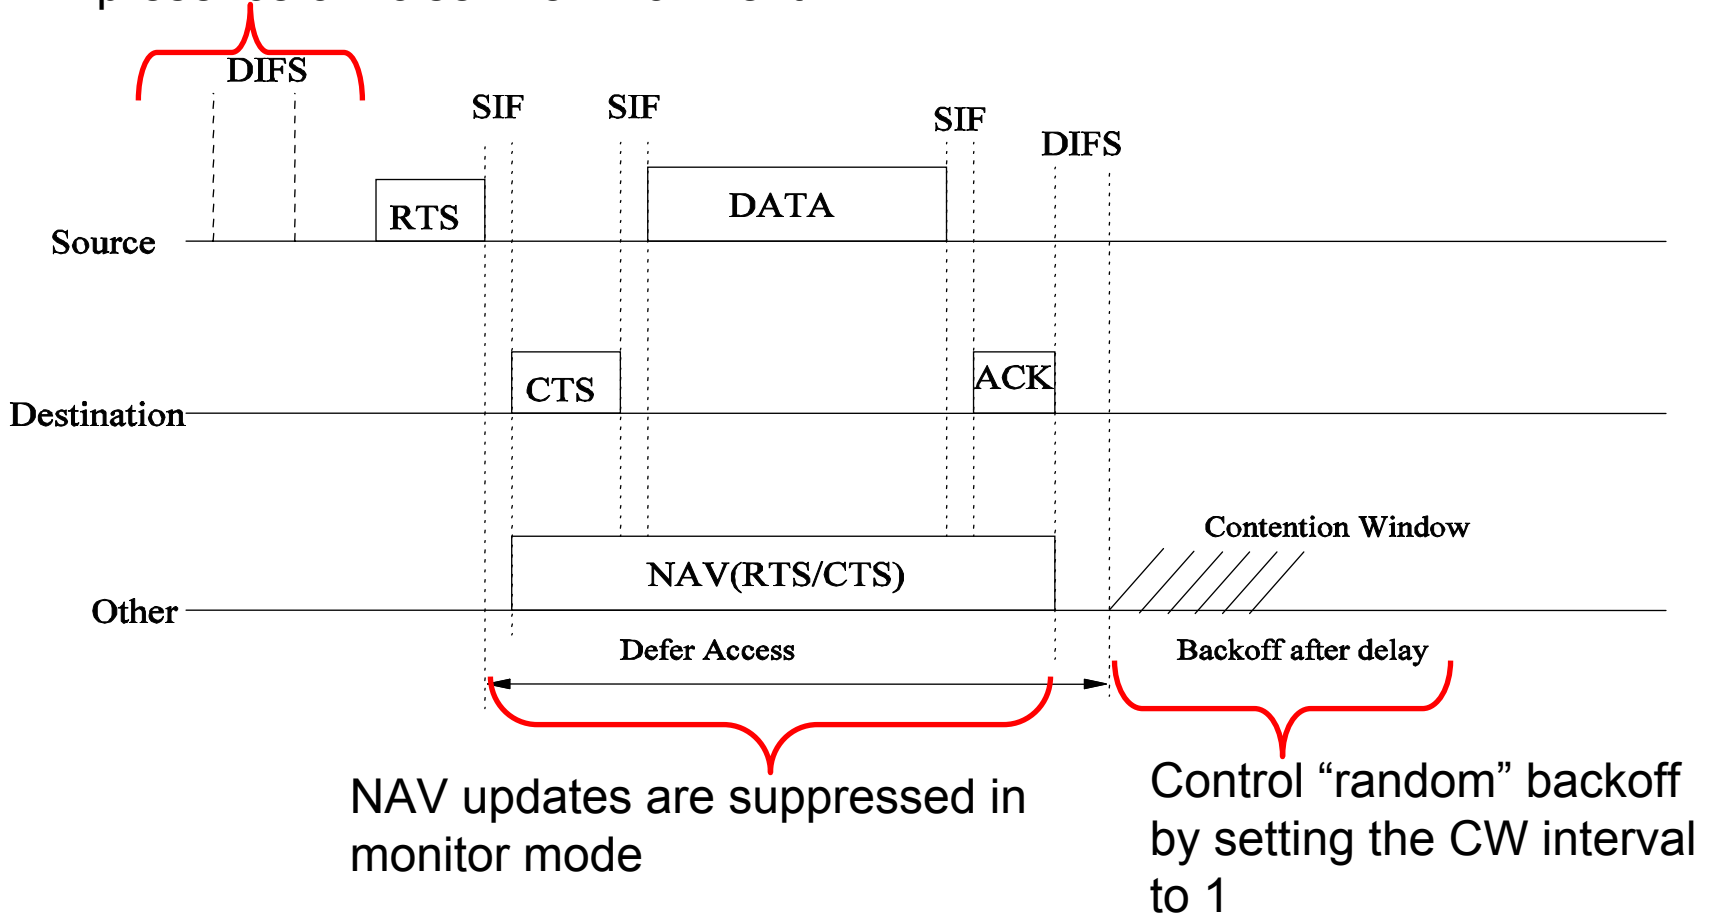 DIFS
SIF
SIF
SIF
DIFS
RTS
DATA
Source
CTS
ACK
Destination
Contention Window
NAV(RTS/CTS)
Other
Defer Access
Backoff after delay
NAV updates are suppressed in
monitor mode
Control “random” backoff
by setting the CW interval
to 1